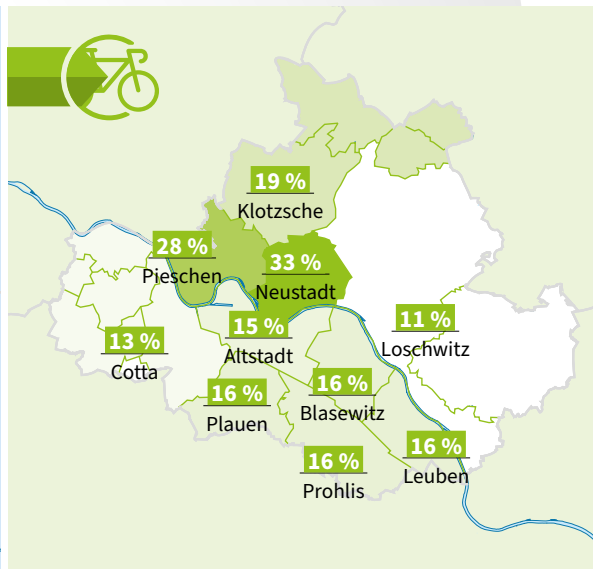 19 %
Klotzsche
28 %
Pieschen
33 %
Neustadt
11 %
Loschwitz
15 %
Altstadt
13 %
Cotta
16 %
Plauen
16 %
Blasewitz
16 %
Leuben
16 %
Prohlis